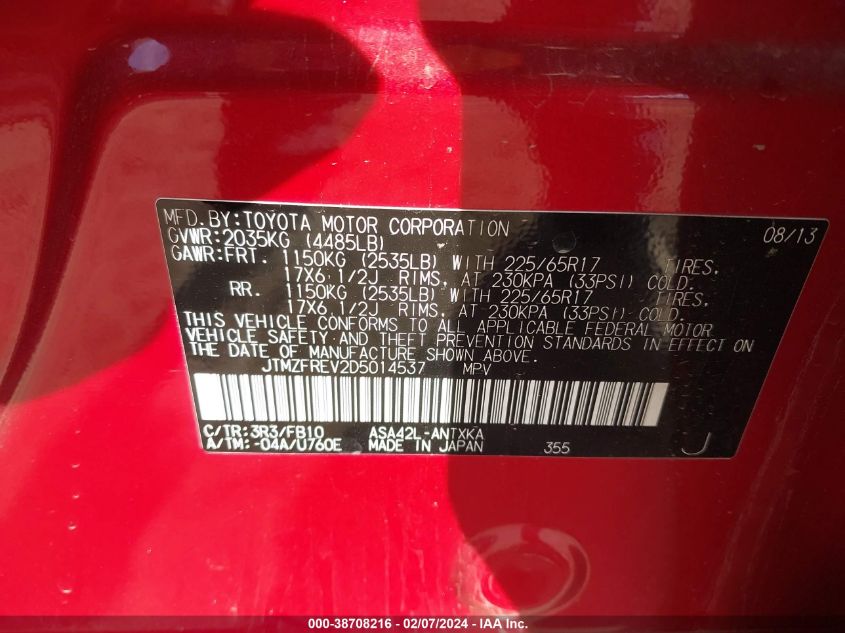 MFD.BY:TOYOTA MOTOR CORPORATION 08/13
GVWR:2035KG (4485LB)
GAWR:FRT. 1150KG (2535LB) WITH 225/65R17 TIRES,
17X6 1/2J RIMS, AT 230KPA (33PSI) COLD.
RR. 1150KG (2535LB) WITH 225/65R17 TIRES,
17X6 1/2J RIMS, AT 230KPA (33PSI) COLD.
THIS VEHICLE CONFORMS TO ALL APPLICABLE FEDERAL MOTOR
VEHICLE SAFETY AND THEFT PREVENTION STANDARDS IN EFFECT ON
THE DATE OF MANUFACTURE SHOWN ABOVE.
JTMZFREV2D5014537 MPV
C/TR:3R3/FB10 ASA42L-ANTXKA
A/TM:-04A/U760E MADE IN JAPAN 355 J
000-38708216 - 02/07/2024 - IAA Inc.